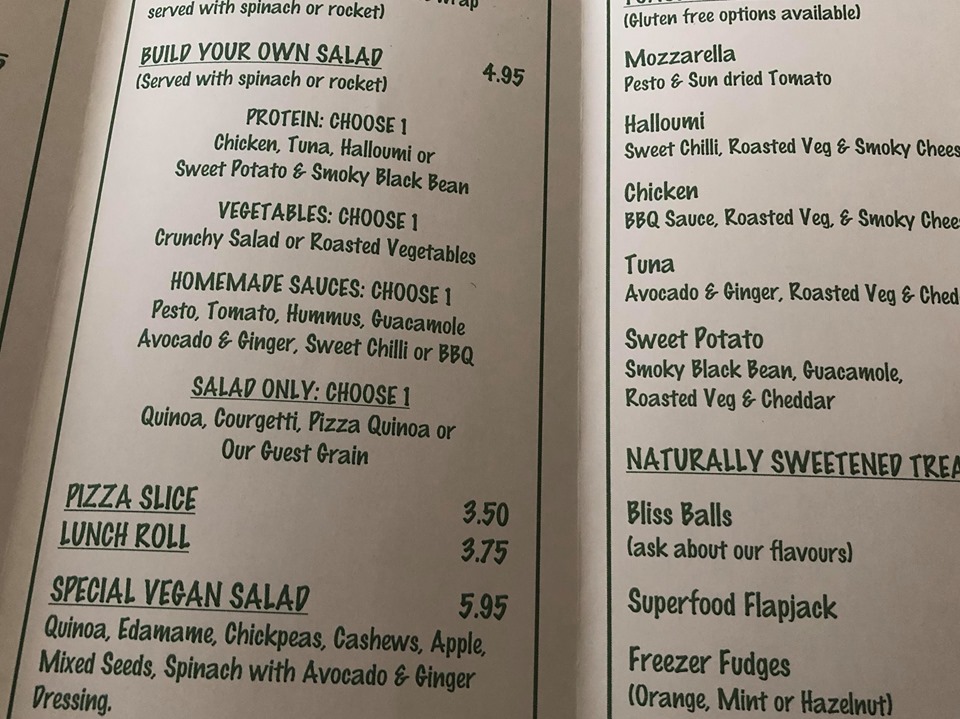 served with spinach or rocket)
BUILD YOUR OWN SALAD
4.95
(Served with spinach or rocket)
PROTEIN: CHOOSE 1
Chicken, Tuna, Halloumi or
Sweet Potato & Smoky Black Bean
VEGETABLES: CHOOSE 1
Crunchy Salad or Roasted Vegetables
HOMEMADE SAUCES: CHOOSE 1
Pesto, Tomato, Hummus, Guacamole
Avocado & Ginger, Sweet Chilli or BBQ
SALAD ONLY: CHOOSE 1
Quinoa, Courgetti, Pizza Quinoa or
Our Guest Grain
PIZZA SLICE 3.50
LUNCH ROLL 3.75
SPECIAL VEGAN SALAD 5.95
Quinoa, Edamame, Chickpeas, Cashews, Apple,
Mixed Seeds, Spinach with Avocado & Ginger
Dressing.
(Gluten free options available)
Mozzarella
Pesto & Sun dried Tomato
Halloumi
Sweet Chilli, Roasted Veg & Smoky Chees
Chicken
BBQ Sauce, Roasted Veg, & Smoky Chee
Tuna
Avocado & Ginger, Roasted Veg & Ched
Sweet Potato
Smoky Black Bean, Guacamole,
Roasted Veg & Cheddar
NATURALLY SWEETENED TREA
Bliss Balls
(ask about our flavours)
Superfood Flapjack
Freezer Fudges
(Orange, Mint or Hazelnut)